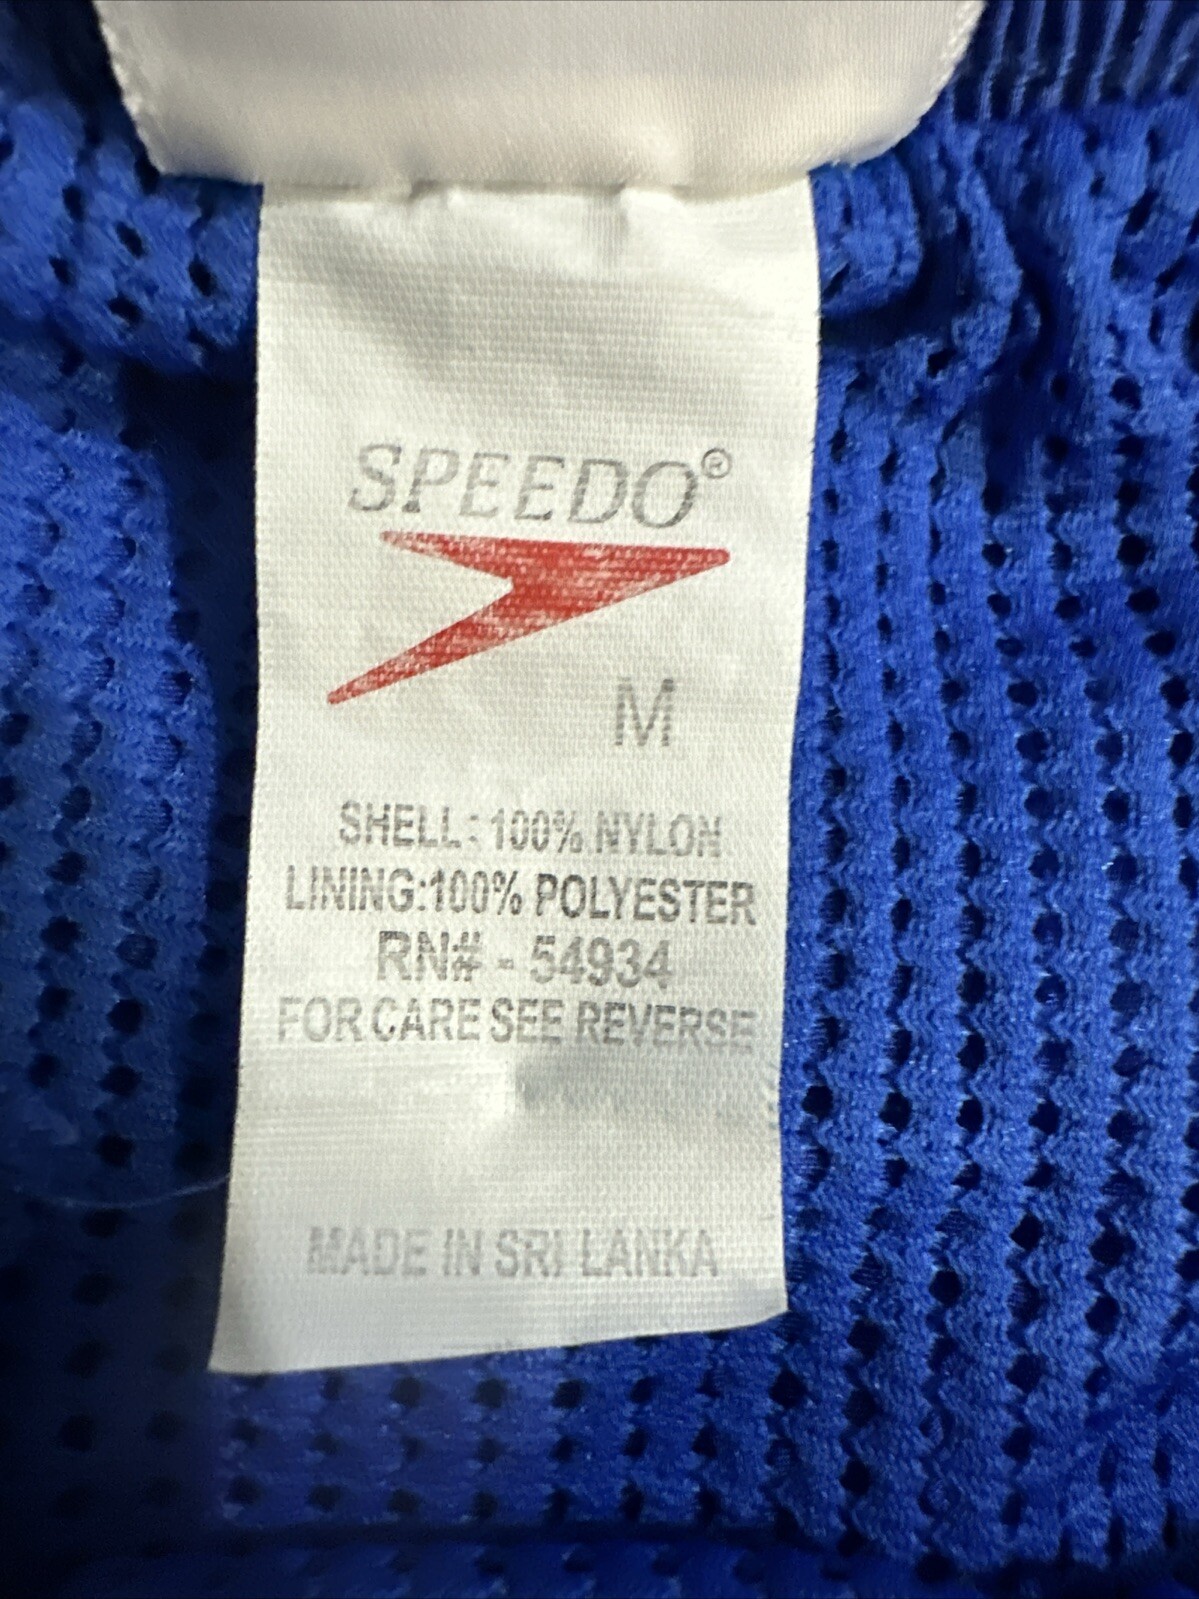 SPEEDO®
M
SHELL: 100% NYLON
LINING:100% POLYESTER
RN# - 54934
FOR CARE SEE REVERSE
MADE IN SRI LANKA